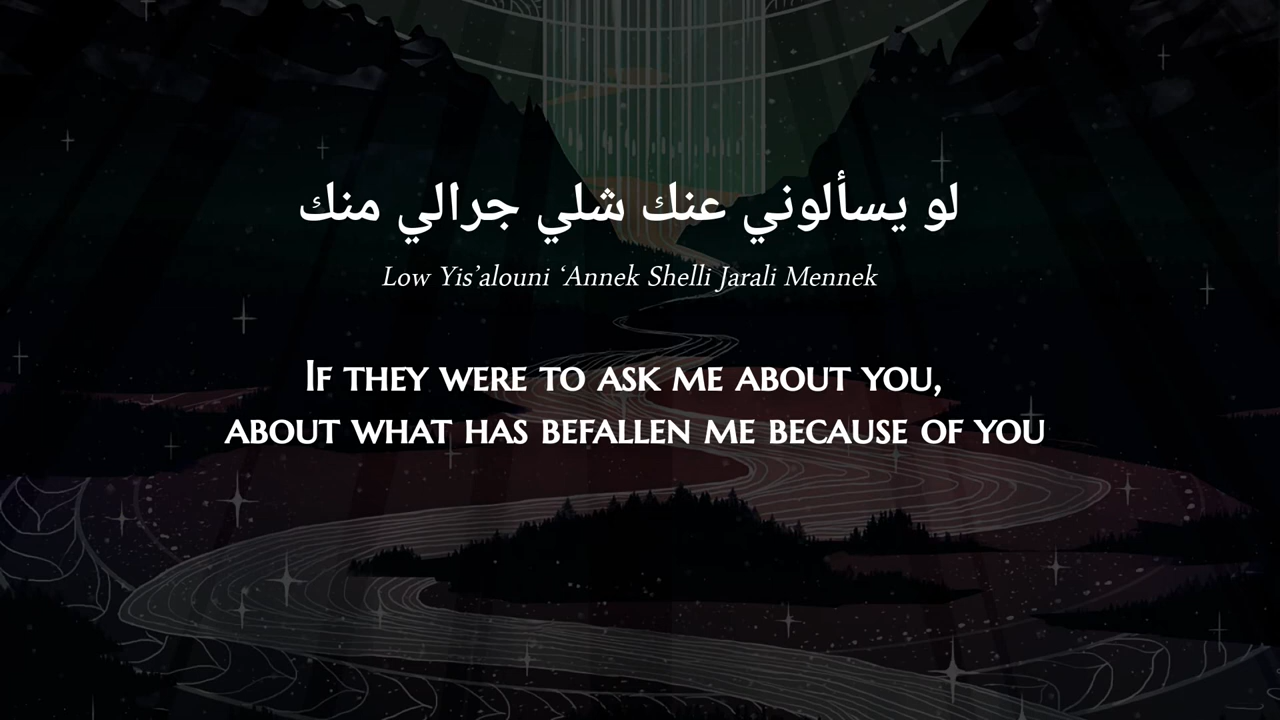 لو يسألوني عنك شلي جرالي منك
Low Yis’alouni ‘Annek Shelli Jarali Mennek
If they were to ask me about you,
about what has befallen me because of you